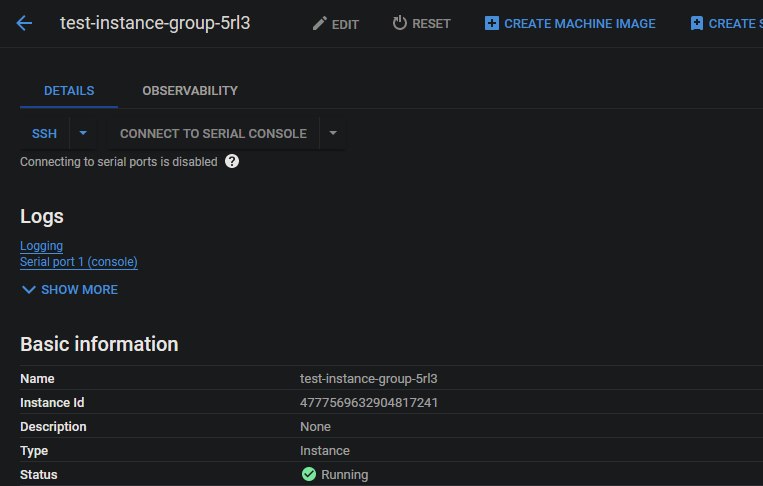 test-instance-group-5rl3 EDIT RESET CREATE MACHINE IMAGE CREATE S
DETAILS OBSERVABILITY
SSH CONNECT TO SERIAL CONSOLE
Connecting to serial ports is disabled ?
Logs
Logging
Serial port 1 (console)
SHOW MORE
Basic information
Name test-instance-group-5rl3
Instance Id 4777569632904817241
Description None
Type Instance
Status Running